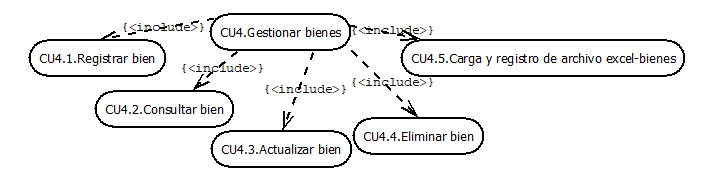 {<include>}
CU4.Gestionar bienes
{<include>}
CU4.1.Registrar bien
CU4.5.Carga y registro de archivo excel-bienes
{<include>}
{<include>}
{<include>}
CU4.2.Consultar bien
CU4.4.Eliminar bien
CU4.3.Actualizar bien